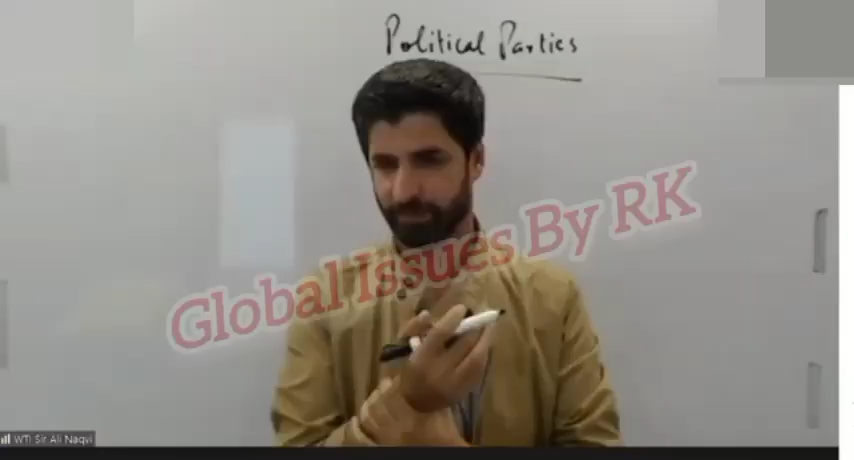 Political Parties
Global Issues By RK
WTI Sir Ali Naqvi